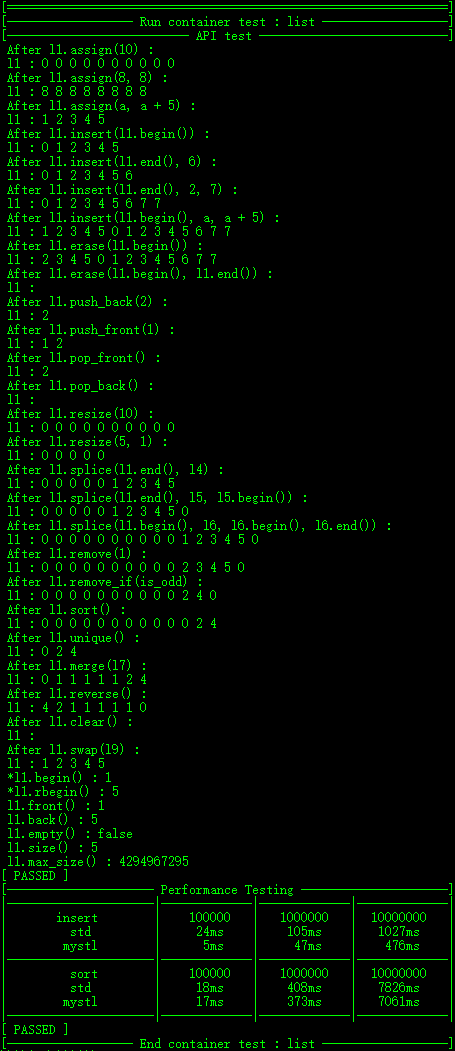 Run container test : list
API test
After l1.assign(10) :
l1 : 0 0 0 0 0 0 0 0 0 0
After l1.assign(8, 8) :
l1 : 8 8 8 8 8 8 8 8
After l1.assign(a, a + 5) :
l1 : 1 2 3 4 5
After l1.insert(l1.begin()) :
l1 : 0 1 2 3 4 5
After l1.insert(l1.end(), 6) :
l1 : 0 1 2 3 4 5 6
After l1.insert(l1.end(), 2, 7) :
l1 : 0 1 2 3 4 5 6 7 7
After l1.insert(l1.begin(), a, a + 5) :
l1 : 1 2 3 4 5 0 1 2 3 4 5 6 7 7
After l1.erase(l1.begin()) :
l1 : 2 3 4 5 0 1 2 3 4 5 6 7 7
After l1.erase(l1.begin(), l1.end()) :
l1 :
After l1.push_back(2) :
l1 : 2
After l1.push_front(1) :
l1 : 1 2
After l1.pop_front() :
l1 : 2
After l1.pop_back() :
l1 :
After l1.resize(10) :
l1 : 0 0 0 0 0 0 0 0 0 0
After l1.resize(5, 1) :
l1 : 0 0 0 0 0
After l1.splice(l1.end(), l4) :
l1 : 0 0 0 0 0 1 2 3 4 5
After l1.splice(l1.end(), l5, l5.begin()) :
l1 : 0 0 0 0 0 1 2 3 4 5 0
After l1.splice(l1.begin(), l6, l6.begin(), l6.end()) :
l1 : 0 0 0 0 0 0 0 0 0 0 1 2 3 4 5 0
After l1.remove(1) :
l1 : 0 0 0 0 0 0 0 0 0 0 2 3 4 5 0
After l1.remove_if(is_odd) :
l1 : 0 0 0 0 0 0 0 0 0 0 2 4 0
After l1.sort() :
l1 : 0 0 0 0 0 0 0 0 0 0 0 2 4
After l1.unique() :
l1 : 0 2 4
After l1.merge(l7) :
l1 : 0 1 1 1 1 1 2 4
After l1.reverse() :
l1 : 4 2 1 1 1 1 1 0
After l1.clear() :
l1 :
After l1.swap(l9) :
l1 : 1 2 3 4 5
*l1.begin() : 1
*l1.rbegin() : 5
l1.front() : 1
l1.back() : 5
l1.empty() : false
l1.size() : 5
l1.max_size() : 4294967295
[ PASSED ]
Performance Testing
insert 100000 1000000 10000000
std 24ms 105ms 1027ms
mystl 5ms 47ms 476ms
sort 100000 1000000 10000000
std 18ms 408ms 7826ms
mystl 17ms 373ms 7061ms
[ PASSED ]
End container test : list